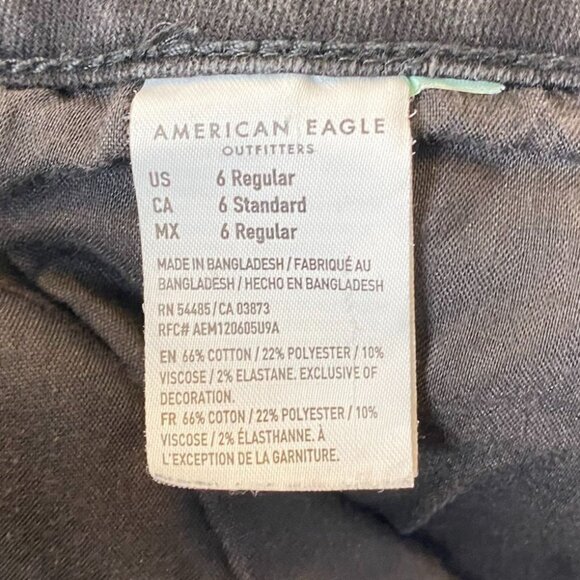 AMERICAN EAGLE
OUTFITTERS
US 6 Regular
CA 6 Standard
MX 6 Regular
MADE IN BANGLADESH / FABRIQUÉ AU
BANGLADESH / HECHO EN BANGLADESH
RN 54485 / CA 03873
RFC# AEM120605U9A
EN 66% COTTON / 22% POLYESTER / 10%
VISCOSE / 2% ELASTANE. EXCLUSIVE OF
DECORATION.
FR 66% COTON / 22% POLYESTER / 10%
VISCOSE / 2% ÉLASTHANNE. À
L'EXCEPTION DE LA GARNITURE.